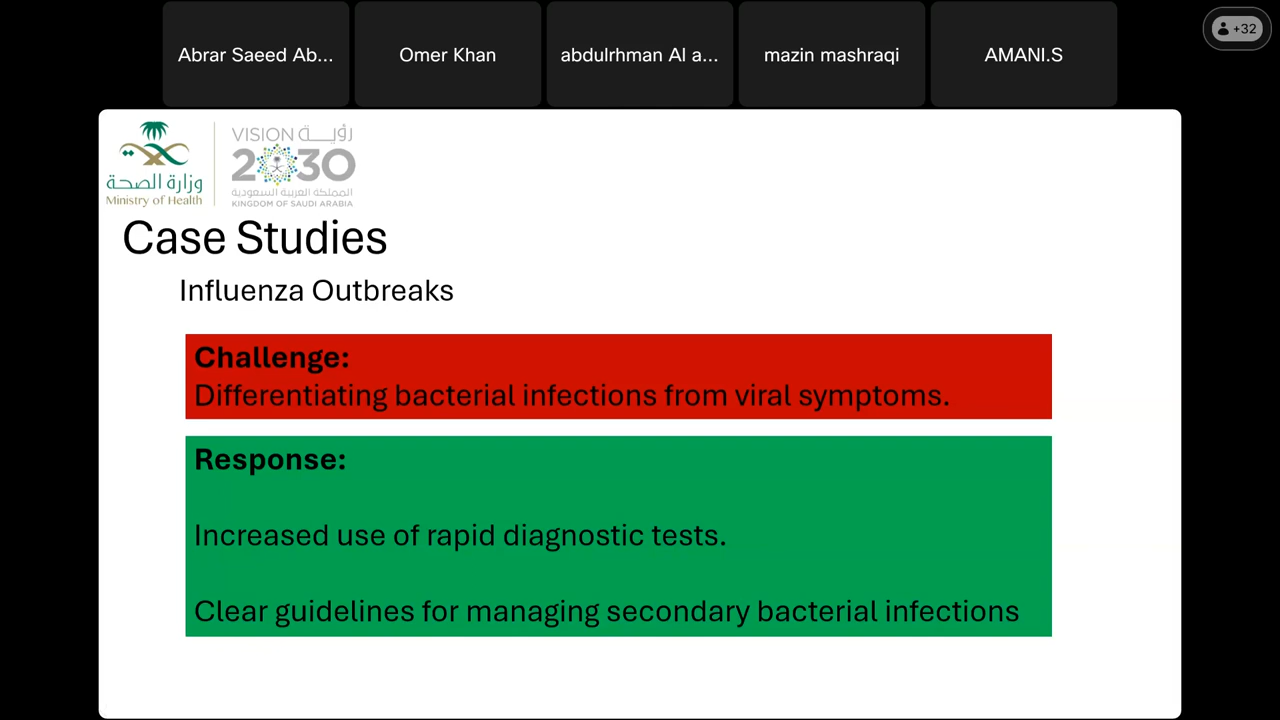 Abrar Saeed Ab...
Omer Khan
abdulrhman Al a...
mazin mashraqi
AMANI.S
+32
وزارة الصحة
Ministry of Health
VISION رؤيــــة
2030
المملكة العربية السعودية
KINGDOM OF SAUDI ARABIA
Case Studies
Influenza Outbreaks
Challenge:
Differentiating bacterial infections from viral symptoms.
Response:
Increased use of rapid diagnostic tests.
Clear guidelines for managing secondary bacterial infections